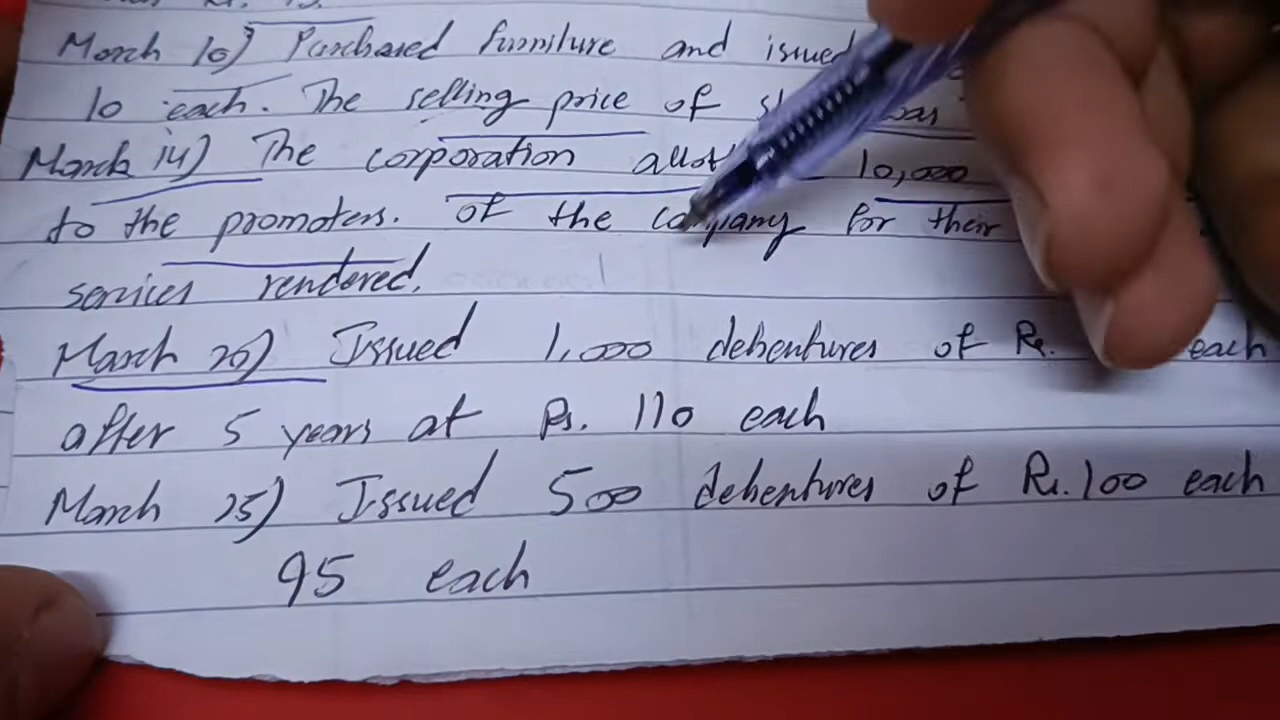 March 10) Purchased furniture and issued
10 each. The selling price of was
March 14) The corporation 10,000
to the promoters. of the company for their
services rendered.
March 20) Issued 1,000 debentures of Rs. each
after 5 years at Rs. 110 each
March 25) Issued 500 debentures of Rs. 100 each
95 each